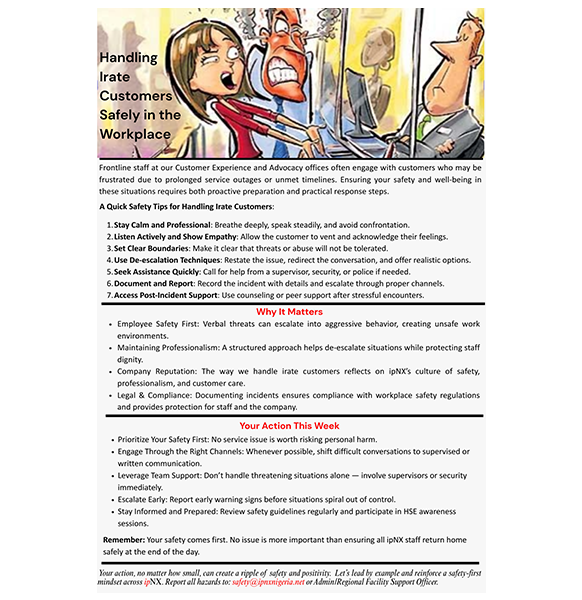 Handling
Irate
Customers
Safely in the
Workplace
Frontline staff at our Customer Experience and Advocacy offices often engage with customers who may be
frustrated due to prolonged service outages or unmet timelines. Ensuring your safety and well-being in
these situations requires both proactive preparation and practical response steps.
A Quick Safety Tips for Handling Irate Customers:
1. Stay Calm and Professional: Breathe deeply, speak steadily, and avoid confrontation.
2. Listen Actively and Show Empathy: Allow the customer to vent and acknowledge their feelings.
3. Set Clear Boundaries: Make it clear that threats or abuse will not be tolerated.
4. Use De-escalation Techniques: Restate the issue, redirect the conversation, and offer realistic options.
5. Seek Assistance Quickly: Call for help from a supervisor, security, or police if needed.
6. Document and Report: Record the incident with details and escalate through proper channels.
7. Access Post-Incident Support: Use counseling or peer support after stressful encounters.
Why It Matters
• Employee Safety First: Verbal threats can escalate into aggressive behavior, creating unsafe work
environments.
• Maintaining Professionalism: A structured approach helps de-escalate situations while protecting staff
dignity.
• Company Reputation: The way we handle irate customers reflects on ipNX's culture of safety,
professionalism, and customer care.
• Legal & Compliance: Documenting incidents ensures compliance with workplace safety regulations
and provides protection for staff and the company.
Your Action This Week
• Prioritize Your Safety First: No service issue is worth risking personal harm.
• Engage Through the Right Channels: Whenever possible, shift difficult conversations to supervised or
written communication.
• Leverage Team Support: Don't handle threatening situations alone — involve supervisors or security
immediately.
• Escalate Early: Report early warning signs before situations spiral out of control.
• Stay Informed and Prepared: Review safety guidelines regularly and participate in HSE awareness
sessions.
Remember: Your safety comes first. No issue is more important than ensuring all ipNX staff return home
safely at the end of the day.
Your action, no matter how small, can create a ripple of safety and positivity. Let's lead by example and reinforce a safety-first
mindset across ipNX. Report all hazards to: safety@ipnxnigeria.net or Admin/Regional Facility Support Officer.